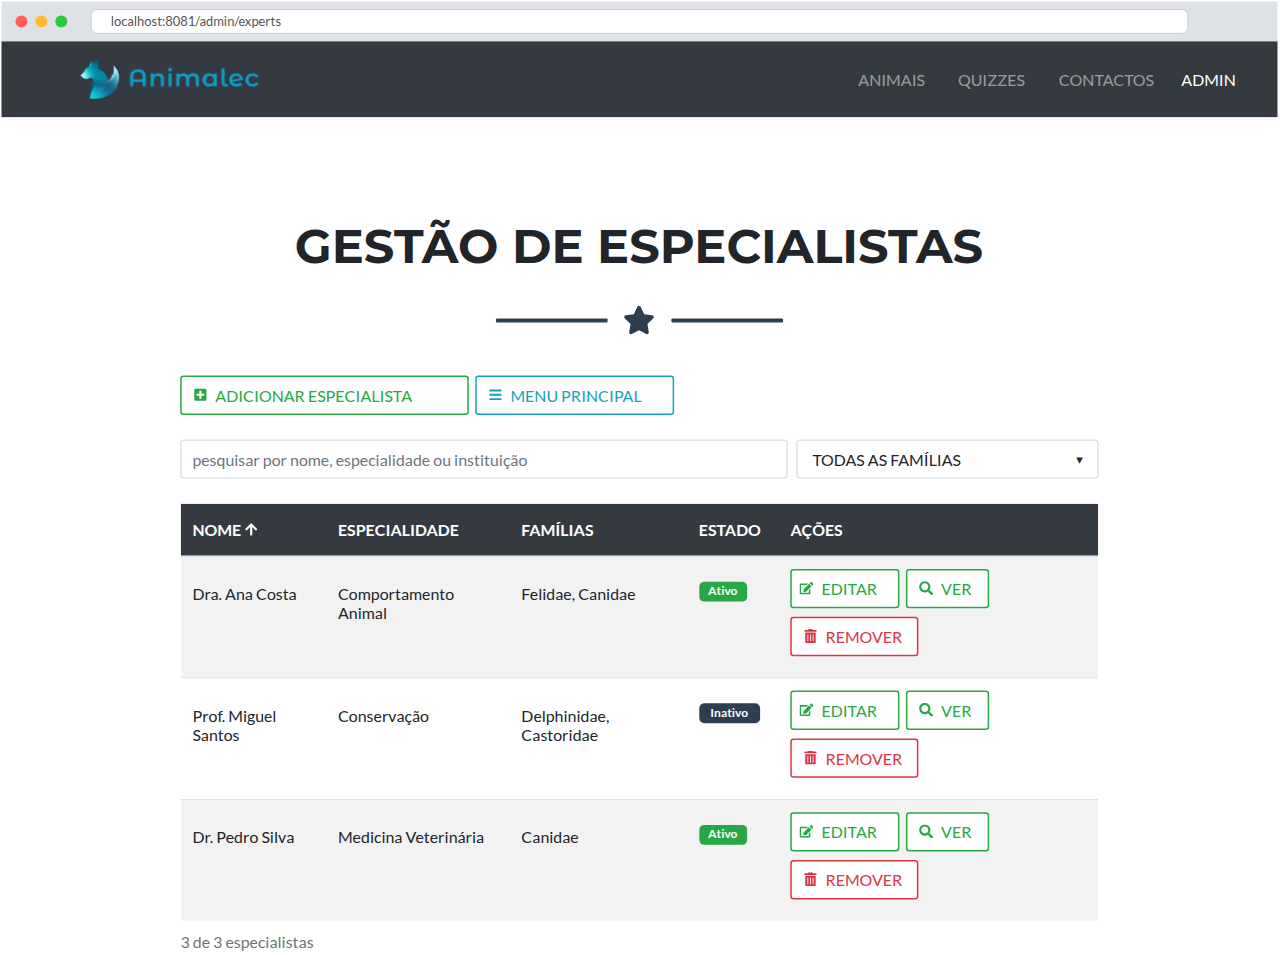 localhost:8081/admin/experts
Animalec
ANIMAIS QUIZZES CONTACTOS ADMIN
GESTÃO DE ESPECIALISTAS
ADICIONAR ESPECIALISTA MENU PRINCIPAL
pesquisar por nome, especialidade ou instituição TODAS AS FAMÍLIAS
NOME ESPECIALIDADE FAMÍLIAS ESTADO AÇÕES
Dra. Ana Costa Comportamento Animal Felidae, Canidae Ativo EDITAR VER
REMOVER
Prof. Miguel Santos Conservação Delphinidae, Castoridae Inativo EDITAR VER
REMOVER
Dr. Pedro Silva Medicina Veterinária Canidae Ativo EDITAR VER
REMOVER
3 de 3 especialistas